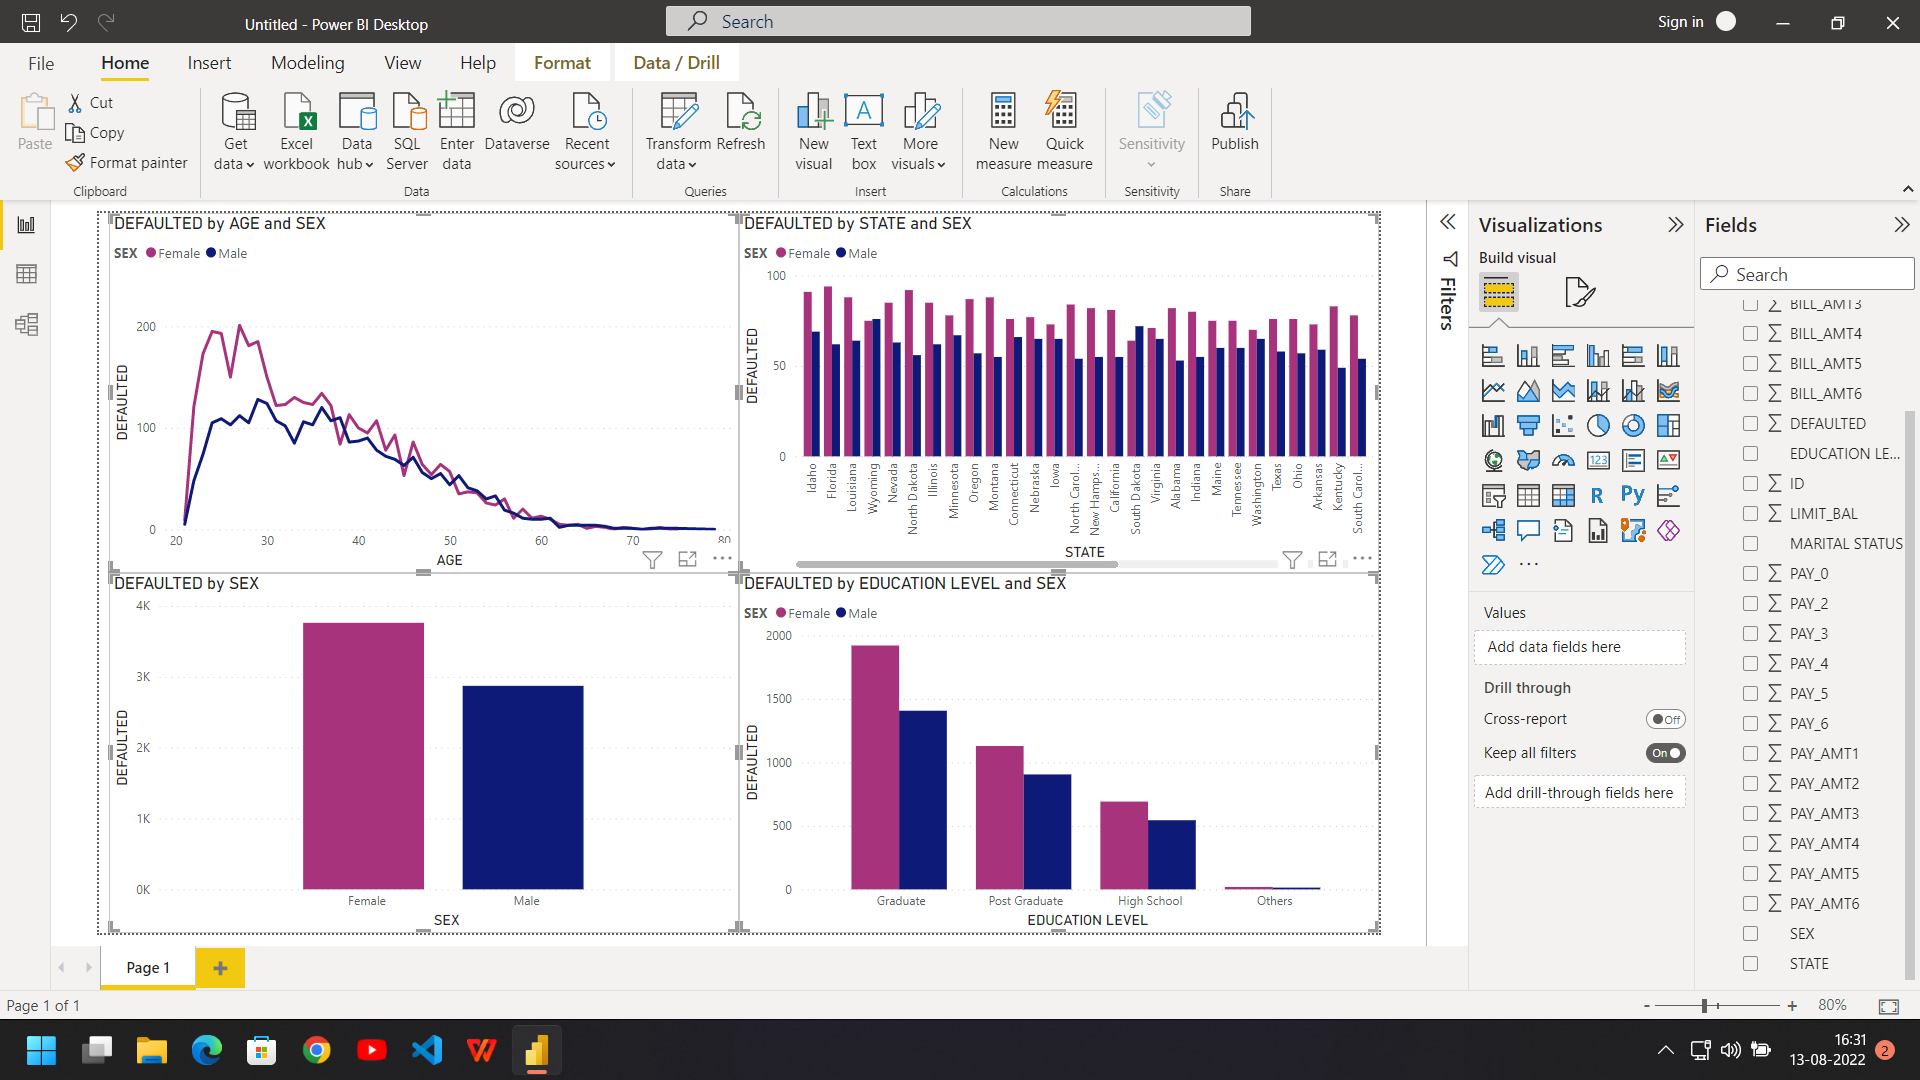 Untitled - Power BI Desktop
Search
Sign in
File
Home
Insert
Modeling
View
Help
Format
Data / Drill
Paste
Cut
Copy
Format painter
Clipboard
Get data
Excel workbook
Data hub
SQL Server
Enter data
Dataverse
Recent sources
Data
Transform data
Refresh
Queries
New visual
Text box
More visuals
Insert
New measure
Quick measure
Calculations
Sensitivity
Sensitivity
Publish
Share
DEFAULTED by AGE and SEX
SEX Female Male
DEFAULTED
200
100
0
20 30 40 50 60 70 80
AGE
DEFAULTED by STATE and SEX
SEX Female Male
DEFAULTED
100
50
0
Idaho
Florida
Louisiana
Wyoming
Nevada
North Dakota
Illinois
Minnesota
Oregon
Montana
Connecticut
Nebraska
Iowa
North Carol...
New Hamps...
California
South Dakota
Virginia
Alabama
Indiana
Maine
Tennessee
Washington
Texas
Ohio
Arkansas
Kentucky
South Carol...
STATE
DEFAULTED by SEX
DEFAULTED
4K
3K
2K
1K
0K
Female Male
SEX
DEFAULTED by EDUCATION LEVEL and SEX
SEX Female Male
DEFAULTED
2000
1500
1000
500
0
Graduate Post Graduate High School Others
EDUCATION LEVEL
Filters
Visualizations
Build visual
123
R
Py
Values
Add data fields here
Drill through
Cross-report Off
Keep all filters On
Add drill-through fields here
Fields
Search
BILL_AMT3
BILL_AMT4
BILL_AMT5
BILL_AMT6
DEFAULTED
EDUCATION LE...
ID
LIMIT_BAL
MARITAL STATUS
PAY_0
PAY_2
PAY_3
PAY_4
PAY_5
PAY_6
PAY_AMT1
PAY_AMT2
PAY_AMT3
PAY_AMT4
PAY_AMT5
PAY_AMT6
SEX
STATE
Page 1
Page 1 of 1
- + 80%
16:31
13-08-2022
2